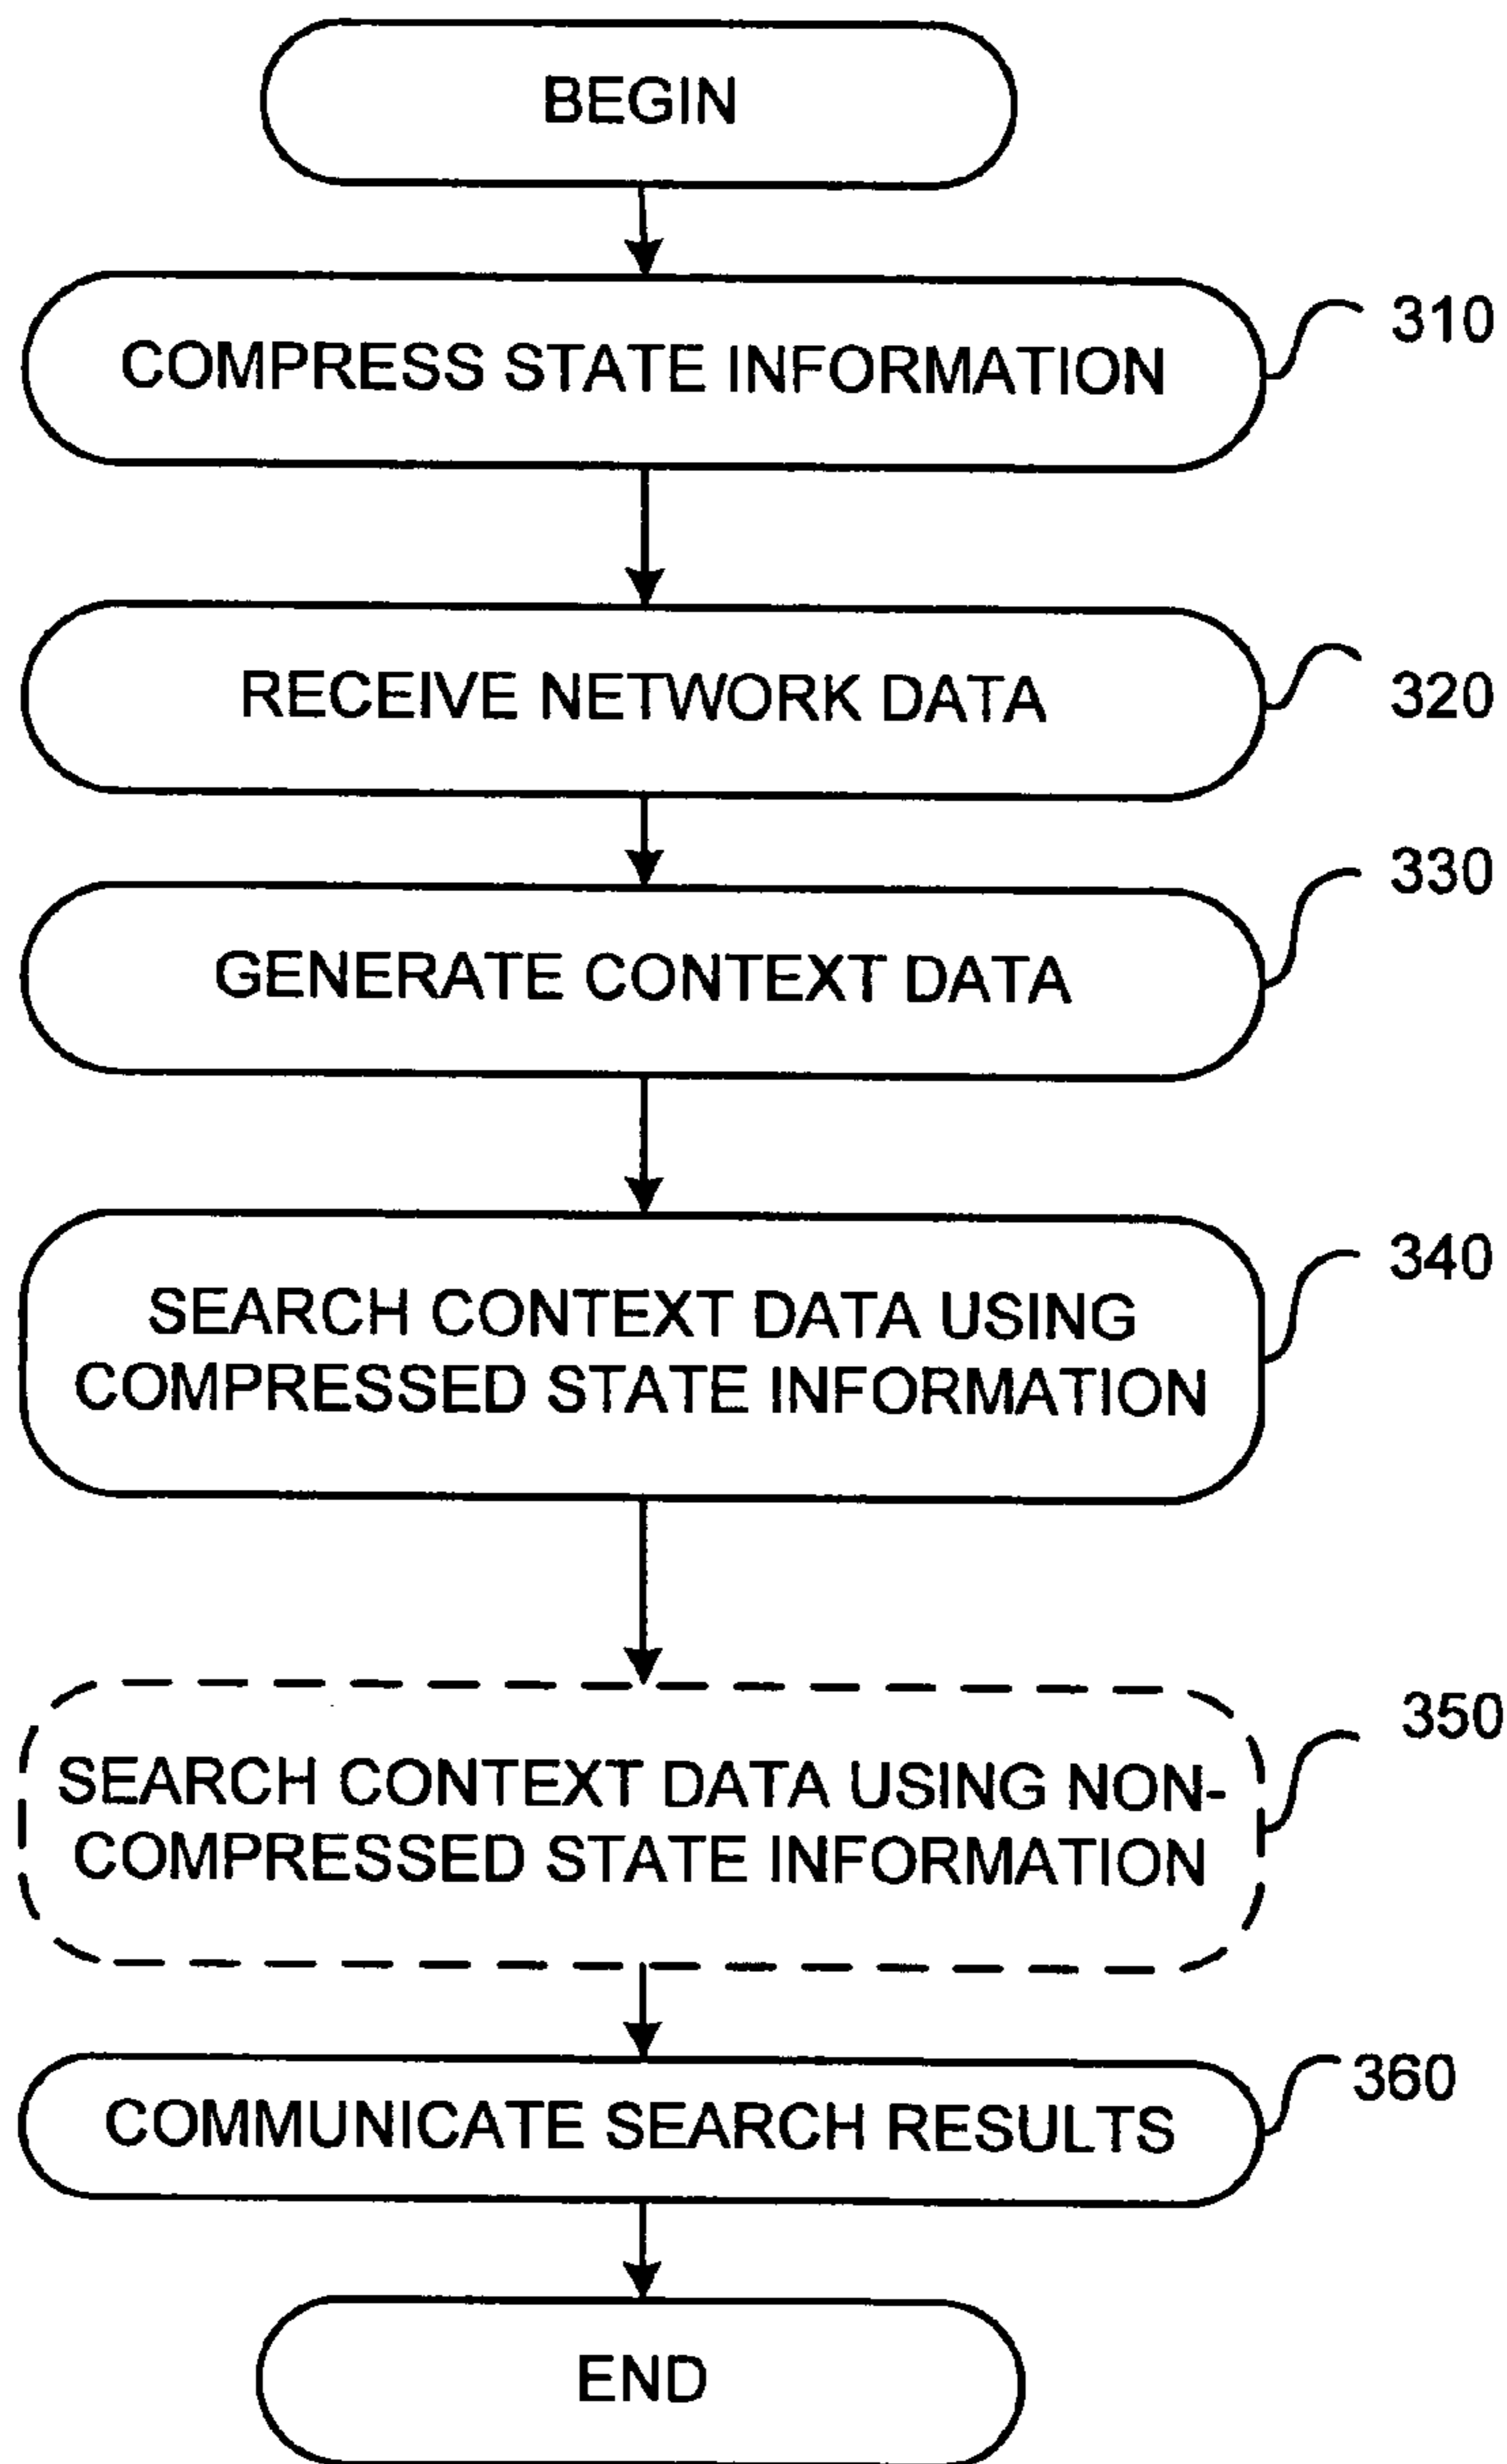 BEGIN
COMPRESS STATE INFORMATION
310
RECEIVE NETWORK DATA
320
330
GENERATE CONTEXT DATA
340
SEARCH CONTEXT DATA USING
COMPRESSED STATE INFORMATION
350
SEARCH CONTEXT DATA USING NON-
COMPRESSED STATE INFORMATION
360
COMMUNICATE SEARCH RESULTS
END